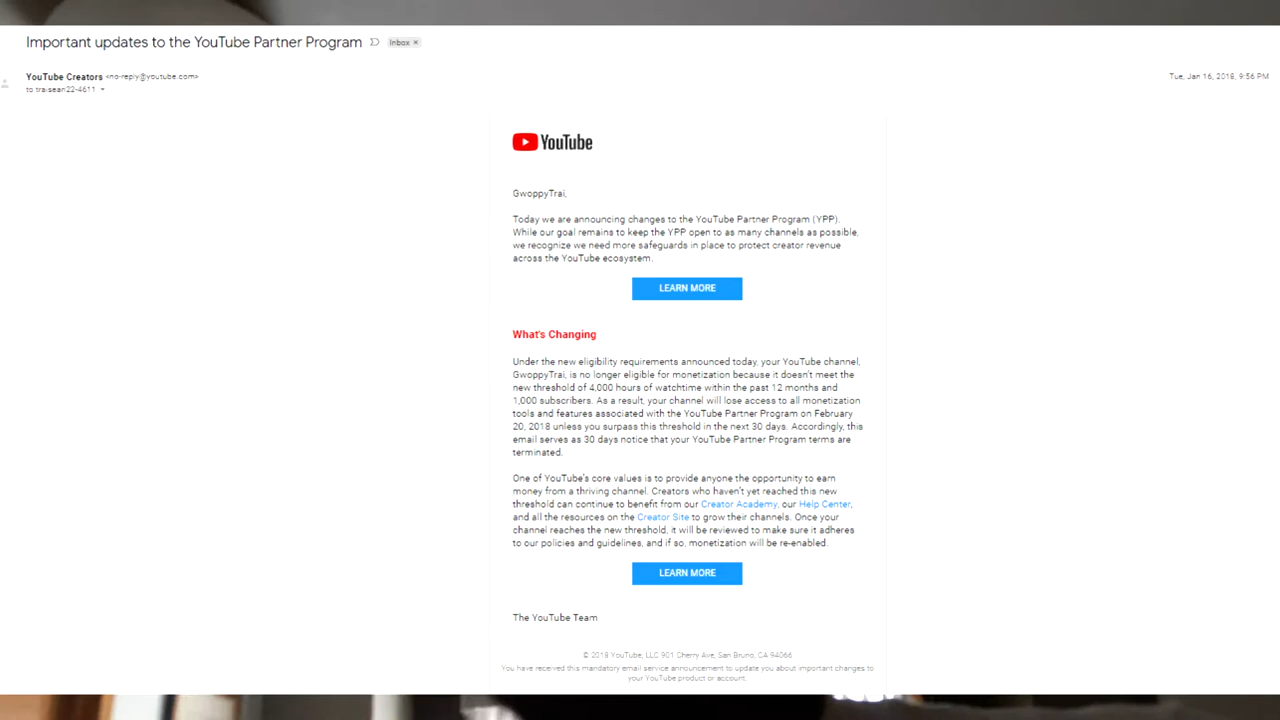 Important updates to the YouTube Partner Program
Inbox ×
YouTube Creators <no-reply@youtube.com>
Tue, Jan 16, 2018, 9:56 PM
to traisean22-4611
YouTube
GwoppyTrai,
Today we are announcing changes to the YouTube Partner Program (YPP).
While our goal remains to keep the YPP open to as many channels as possible,
we recognize we need more safeguards in place to protect creator revenue
across the YouTube ecosystem.
LEARN MORE
What's Changing
Under the new eligibility requirements announced today, your YouTube channel,
GwoppyTrai, is no longer eligible for monetization because it doesn't meet the
new threshold of 4,000 hours of watchtime within the past 12 months and
1,000 subscribers. As a result, your channel will lose access to all monetization
tools and features associated with the YouTube Partner Program on February
20, 2018 unless you surpass this threshold in the next 30 days. Accordingly, this
email serves as 30 days notice that your YouTube Partner Program terms are
terminated.
One of YouTube's core values is to provide anyone the opportunity to earn
money from a thriving channel. Creators who haven't yet reached this new
threshold can continue to benefit from our Creator Academy, our Help Center,
and all the resources on the Creator Site to grow their channels. Once your
channel reaches the new threshold, it will be reviewed to make sure it adheres
to our policies and guidelines, and if so, monetization will be re-enabled.
LEARN MORE
The YouTube Team
© 2018 YouTube, LLC 901 Cherry Ave, San Bruno, CA 94066
You have received this mandatory email service announcement to update you about important changes to
your YouTube product or account.